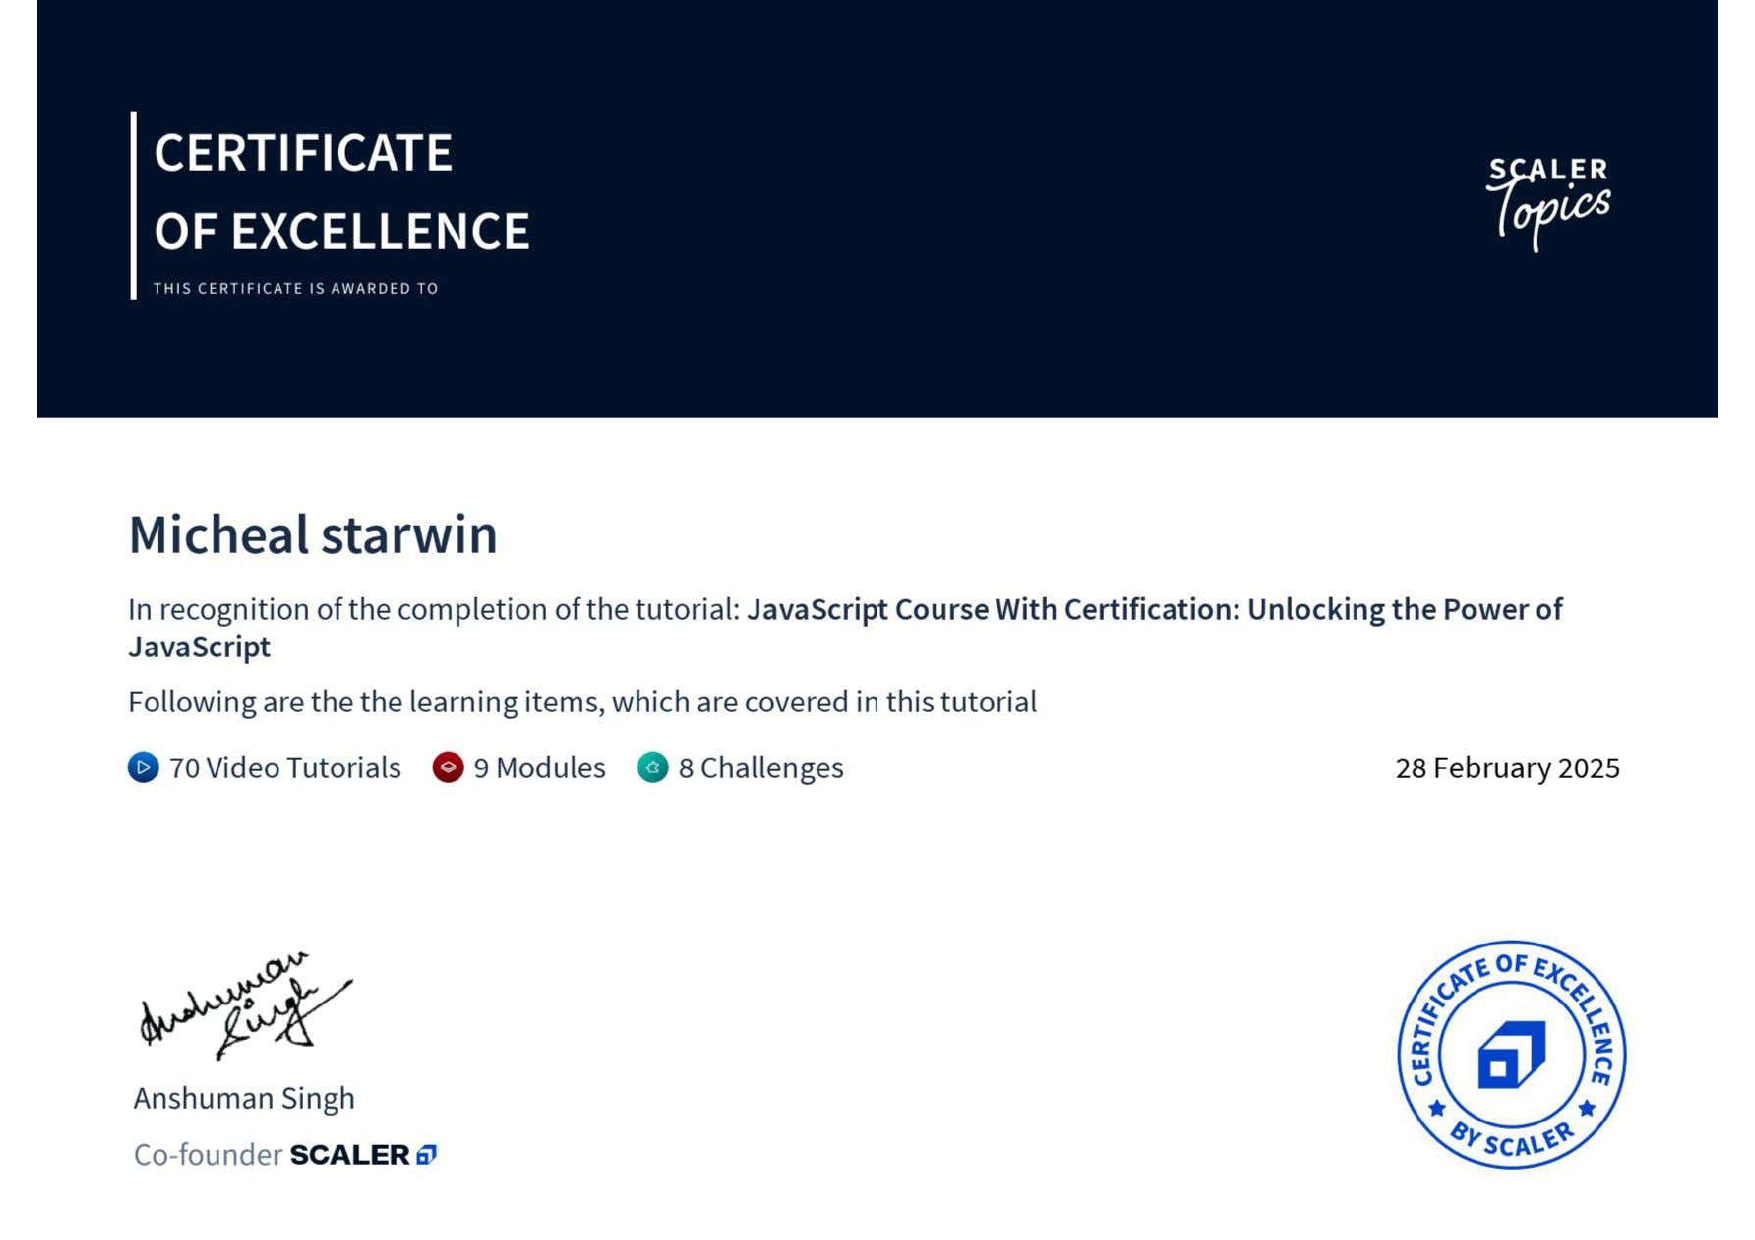 CERTIFICATE
OF EXCELLENCE
THIS CERTIFICATE IS AWARDED TO
SCALER
Topics
Micheal starwin
In recognition of the completion of the tutorial: JavaScript Course With Certification: Unlocking the Power of
JavaScript
Following are the the learning items, which are covered in this tutorial
70 Video Tutorials 9 Modules 8 Challenges 28 February 2025
Anshuman
Singh
Anshuman Singh
Co-founder SCALER
CERTIFICATE OF EXCELLENCE
BY SCALER